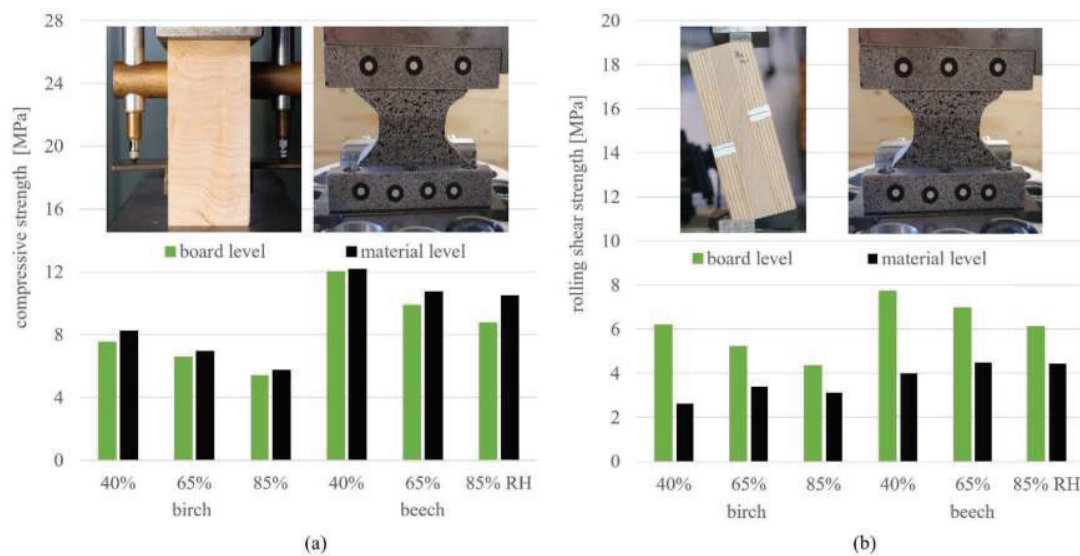 compressive strength [MPa]
28
24
20
16
12
8
4
0
board level
material level
40%
65%
85%
40%
65%
85% RH
birch
beech
(a)
rolling shear strength [MPa]
20
18
16
14
12
10
8
6
4
2
0
board level
material level
40%
65%
85%
40%
65%
85% RH
birch
beech
(b)